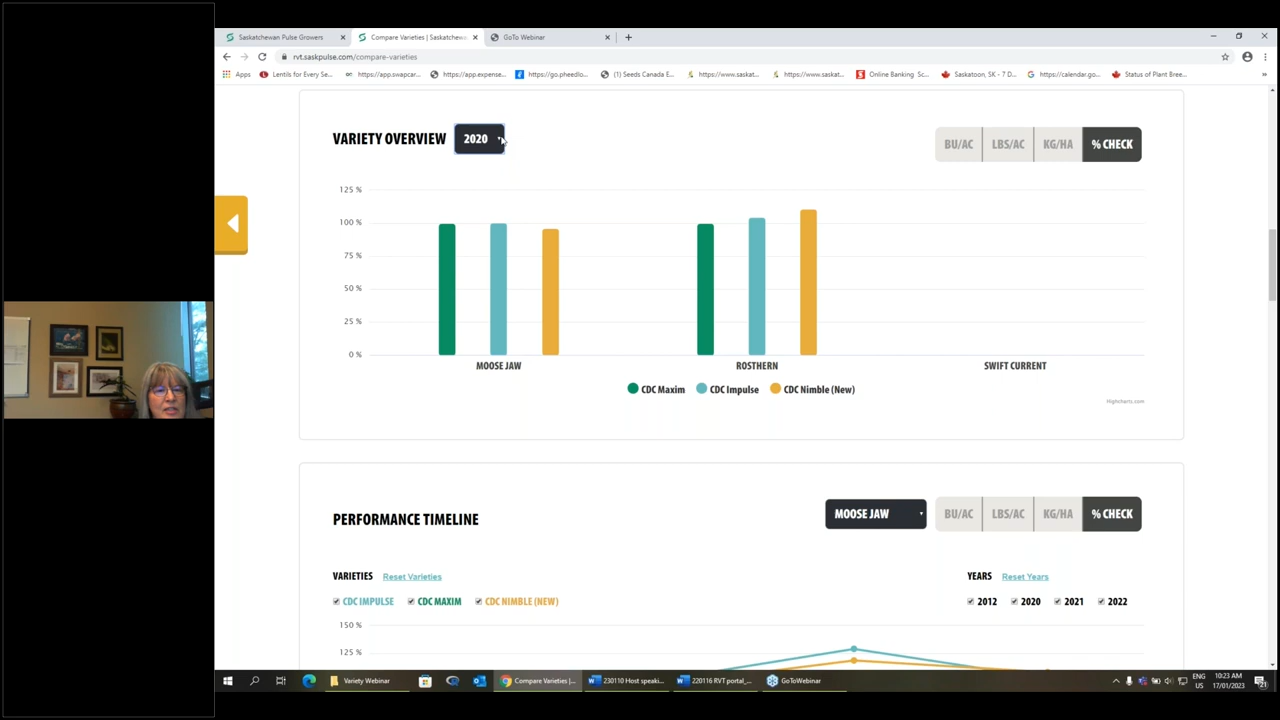 Saskatchewan Pulse Growers
Compare Varieties | Saskatchewa
GoTo Webinar
rvt.saskpulse.com/compare-varieties
Apps
Lentils for Every Se...
https://app.swapcar...
https://app.expense...
https://go.pheedlo...
(1) Seeds Canada E...
https://www.saskat...
https://www.saskat...
Online Banking Sc...
Saskatoon, SK - 7 D...
https://calendar.go...
Status of Plant Bree...
VARIETY OVERVIEW
2020
BU/AC
LBS/AC
KG/HA
% CHECK
125 %
100 %
75 %
50 %
25 %
0 %
MOOSE JAW
ROSTHERN
SWIFT CURRENT
CDC Maxim
CDC Impulse
CDC Nimble (New)
Highcharts.com
PERFORMANCE TIMELINE
MOOSE JAW
BU/AC
LBS/AC
KG/HA
% CHECK
VARIETIES
Reset Varieties
YEARS
Reset Years
CDC IMPULSE
CDC MAXIM
CDC NIMBLE (NEW)
2012
2020
2021
2022
150 %
125 %
Variety Webinar
Compare Varieties |...
230110 Host speaki...
220116 RVT portal_...
GoToWebinar
ENG
US
10:23 AM
17/01/2023
21